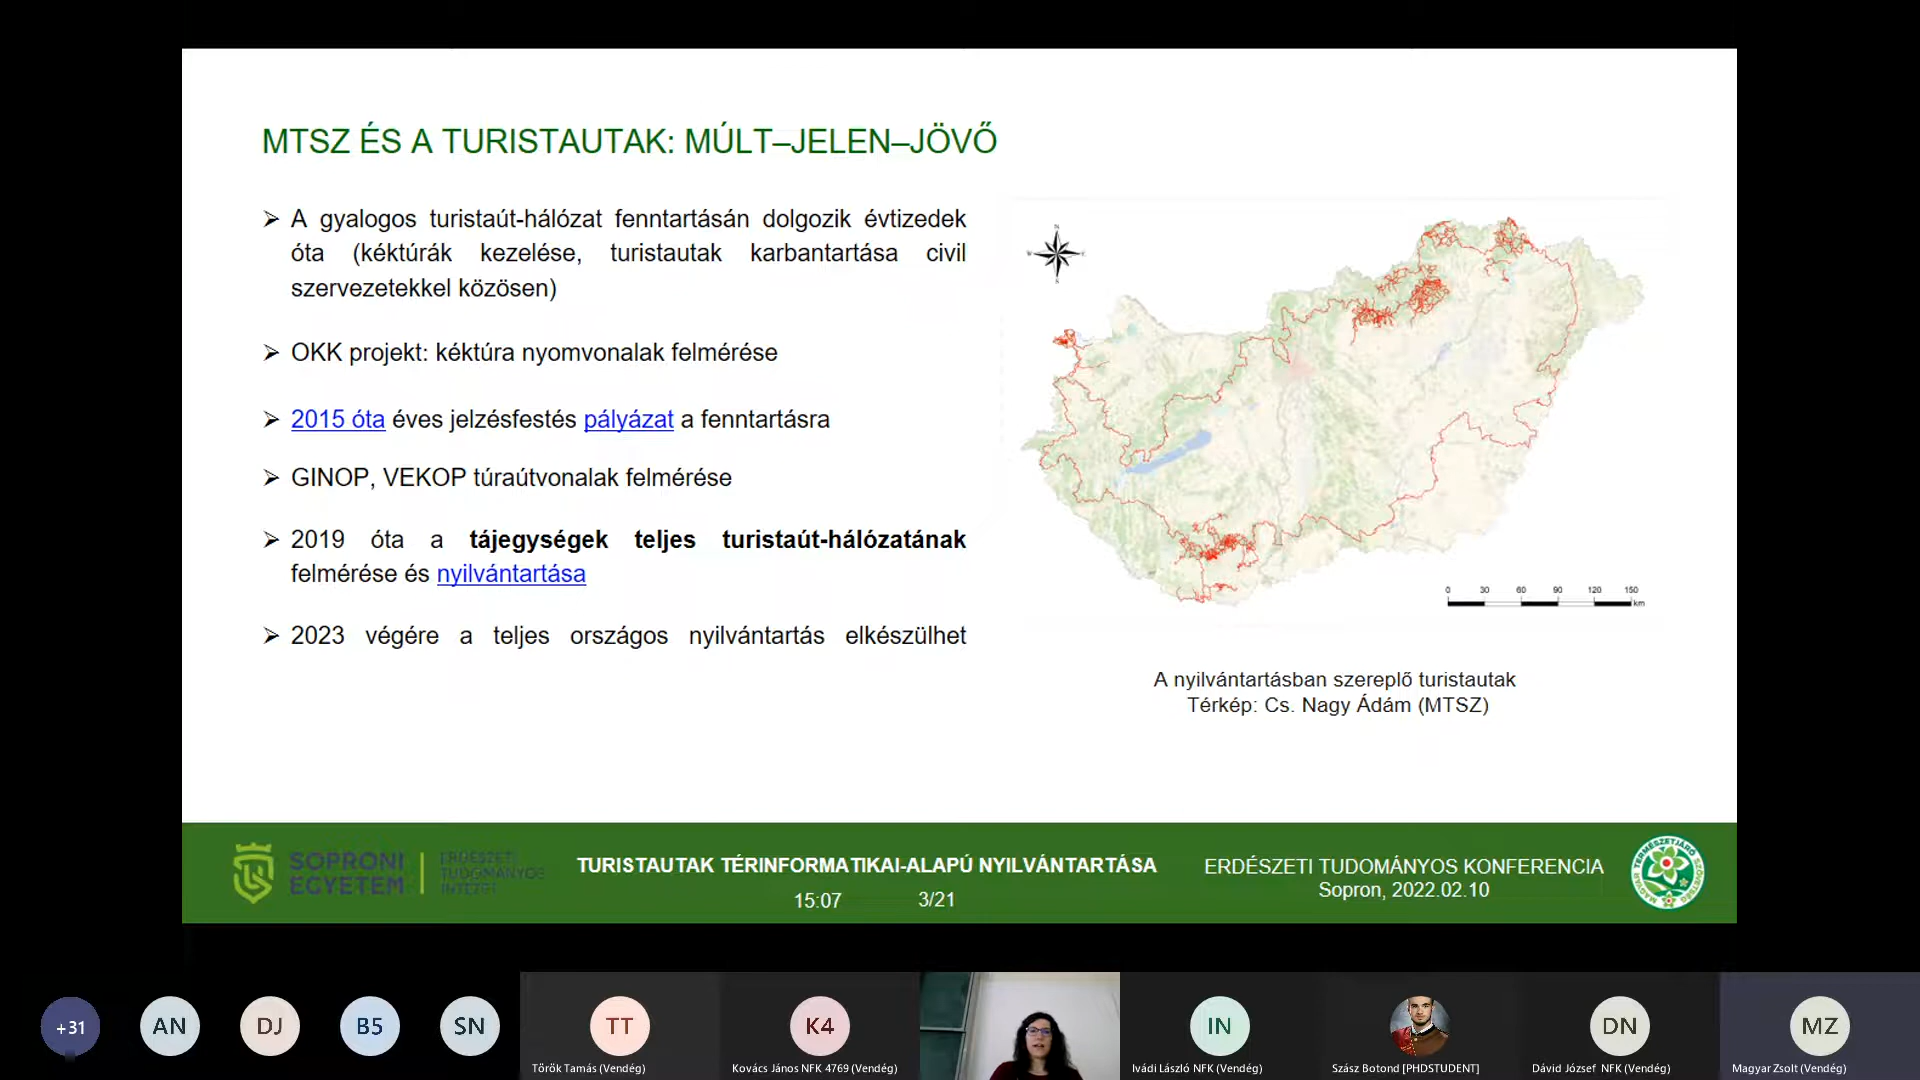 MTSZ ÉS A TURISTAUTAK: MÚLT–JELEN–JÖVŐ
A gyalogos turistaút-hálózat fenntartásán dolgozik évtizedek
óta (kéktúrák kezelése, turistautak karbantartása civil
szervezetekkel közösen)
OKK projekt: kéktúra nyomvonalak felmérése
2015 óta éves jelzésfestés pályázat a fenntartásra
GINOP, VEKOP túraútvonalak felmérése
2019 óta a tájegységek teljes turistaút-hálózatának
felmérése és nyilvántartása
2023 végére a teljes országos nyilvántartás elkészülhet
N
0 30 60 90 120 150
km
A nyilvántartásban szereplő turistautak
Térkép: Cs. Nagy Ádám (MTSZ)
SOPRONI
EGYETEM
ERDÉSZETI
TUDOMÁNYOS
INTÉZET
TURISTAUTAK TÉRINFORMATIKAI-ALAPÚ NYILVÁNTARTÁSA
15:07 3/21
ERDÉSZETI TUDOMÁNYOS KONFERENCIA
Sopron, 2022.02.10
MAGYAR TERMÉSZETJÁRÓ SZÖVETSÉG
+31 AN DJ B5 SN TT K4 IN DN MZ
Török Tamás (Vendég) Kovács János NFK 4769 (Vendég) Ivádi László NFK (Vendég) Szász Botond [PHDSTUDENT] Dávid József NFK (Vendég) Magyar Zsolt (Vendég)